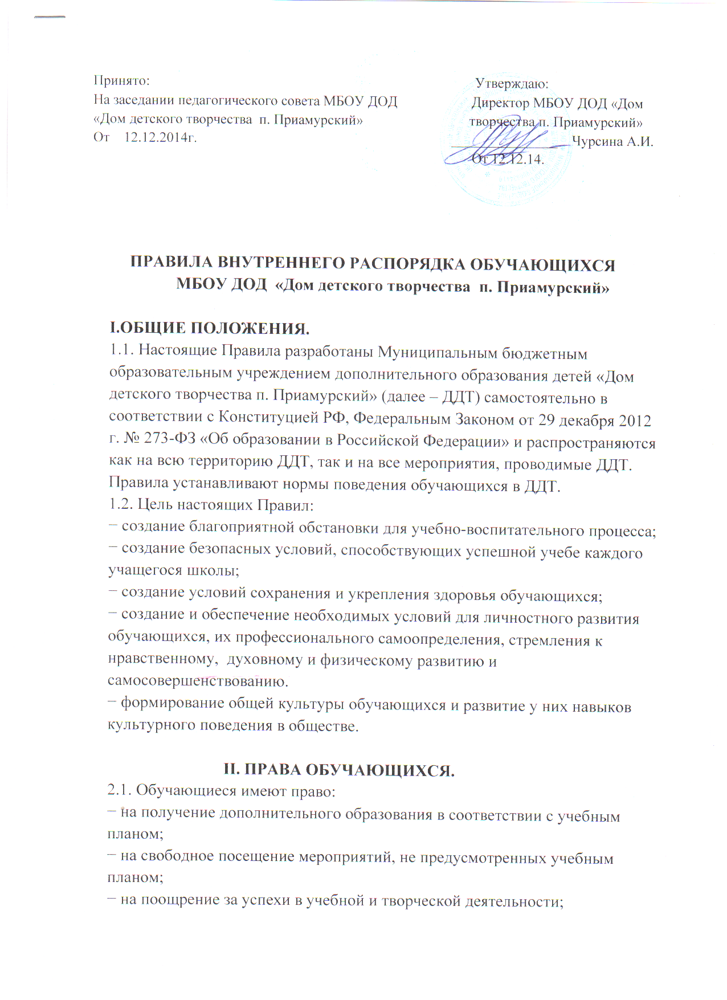 Принято:
На заседании педагогического совета МБОУ ДОД
«Дом детского творчества п. Приамурский»
От 12.12.2014г.
Утверждаю:
Директор МБОУ ДОД «Дом
творчества п. Приамурский»
Чурсина А.И.
От 12.12.14.
ПРАВИЛА ВНУТРЕННЕГО РАСПОРЯДКА ОБУЧАЮЩИХСЯ
МБОУ ДОД «Дом детского творчества п. Приамурский»
I.ОБЩИЕ ПОЛОЖЕНИЯ.
1.1. Настоящие Правила разработаны Муниципальным бюджетным
образовательным учреждением дополнительного образования детей «Дом
детского творчества п. Приамурский» (далее – ДДТ) самостоятельно в
соответствии с Конституцией РФ, Федеральным Законом от 29 декабря 2012
г. № 273-ФЗ «Об образовании в Российской Федерации» и распространяются
как на всю территорию ДДТ, так и на все мероприятия, проводимые ДДТ.
Правила устанавливают нормы поведения обучающихся в ДДТ.
1.2. Цель настоящих Правил:
− создание благоприятной обстановки для учебно-воспитательного процесса;
− создание безопасных условий, способствующих успешной учебе каждого
учащегося школы;
− создание условий сохранения и укрепления здоровья обучающихся;
− создание и обеспечение необходимых условий для личностного развития
обучающихся, их профессионального самоопределения, стремления к
нравственному, духовному и физическому развитию и
самосовершенствованию.
− формирование общей культуры обучающихся и развитие у них навыков
культурного поведения в обществе.
II. ПРАВА ОБУЧАЮЩИХСЯ.
2.1. Обучающиеся имеют право:
− на получение дополнительного образования в соответствии с учебным
планом;
− на свободное посещение мероприятий, не предусмотренных учебным
планом;
− на поощрение за успехи в учебной и творческой деятельности;